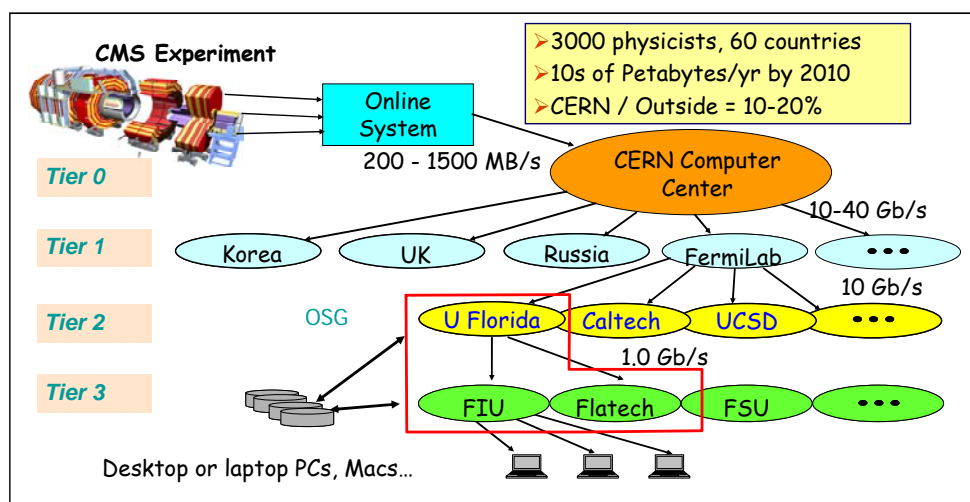 CMS Experiment
➢3000 physicists, 60 countries
➢10s of Petabytes/yr by 2010
➢CERN / Outside = 10-20%
Online
System
200 - 1500 MB/s
CERN Computer
Center
Tier 0
10-40 Gb/s
Tier 1
Korea
UK
Russia
FermiLab
•••
10 Gb/s
Tier 2
OSG
U Florida
Caltech
UCSD
•••
1.0 Gb/s
Tier 3
FIU
Flatech
FSU
•••
Desktop or laptop PCs, Macs…